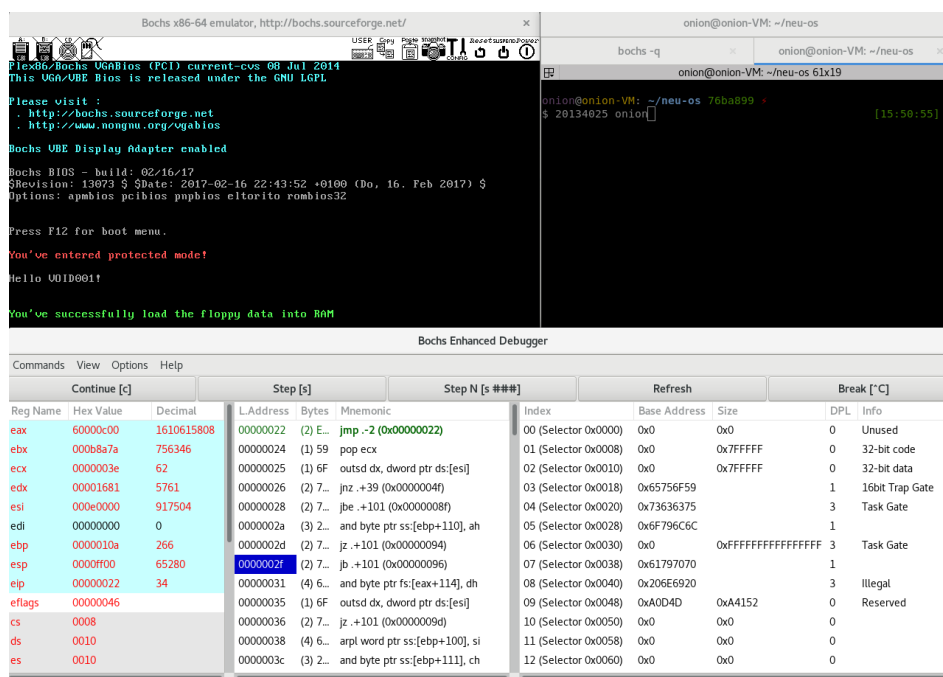 Bochs x86-64 emulator, http://bochs.sourceforge.net/ ×
USER Copy Paste snapshot Reset SUSPEND Power
CONFIG
Plex86/Bochs VGABios (PCI) current-cvs 08 Jul 2014
This VGA/VBE Bios is released under the GNU LGPL
Please visit :
. http://bochs.sourceforge.net
. http://www.nongnu.org/vgabios
Bochs VBE Display Adapter enabled
Bochs BIOS - build: 02/16/17
$Revision: 13073 $ $Date: 2017-02-16 22:43:52 +0100 (Do, 16. Feb 2017) $
Options: apmbios pcibios pnpbios eltorito rombios32
Press F12 for boot menu.
You've entered protected mode!
Hello VOID001!
You've successfully load the floppy data into RAM
onion@onion-VM: ~/neu-os
bochs -q × onion@onion-VM: ~/neu-os ×
onion@onion-VM: ~/neu-os 61x19
onion@onion-VM: ~/neu-os 76ba899
$ 20134025 onion [15:50:55]
Bochs Enhanced Debugger
Commands View Options Help
Continue [c] Step [s] Step N [s ###] Refresh Break [^C]
Reg Name Hex Value Decimal L.Address Bytes Mnemonic Index Base Address Size DPL Info
eax 60000c00 1610615808 00000022 (2) E... jmp .-2 (0x00000022) 00 (Selector 0x0000) 0x0 0x0 0 Unused
ebx 000b8a7a 756346 00000024 (1) 59 pop ecx 01 (Selector 0x0008) 0x0 0x7FFFFF 0 32-bit code
ecx 0000003e 62 00000025 (1) 6F outsd dx, dword ptr ds:[esi] 02 (Selector 0x0010) 0x0 0x7FFFFF 0 32-bit data
edx 00001681 5761 00000026 (2) 7... jnz .+39 (0x0000004f) 03 (Selector 0x0018) 0x65756F59 1 16bit Trap Gate
esi 000e0000 917504 00000028 (2) 7... jbe .+101 (0x0000008f) 04 (Selector 0x0020) 0x73636375 3 Task Gate
edi 00000000 0 0000002a (3) 2... and byte ptr ss:[ebp+110], ah 05 (Selector 0x0028) 0x6F796C6C 1
ebp 0000010a 266 0000002d (2) 7... jz .+101 (0x00000094) 06 (Selector 0x0030) 0x0 0xFFFFFFFFFFFFFFFF 3 Task Gate
esp 0000ff00 65280 0000002f (2) 7... jb .+101 (0x00000096) 07 (Selector 0x0038) 0x61797070 1
eip 00000022 34 00000031 (4) 6... and byte ptr fs:[eax+114], dh 08 (Selector 0x0040) 0x206E6920 3 Illegal
eflags 00000046 00000035 (1) 6F outsd dx, dword ptr ds:[esi] 09 (Selector 0x0048) 0xA0D4D 0xA4152 0 Reserved
cs 0008 00000036 (2) 7... jz .+101 (0x0000009d) 10 (Selector 0x0050) 0x0 0x0 0
ds 0010 00000038 (4) 6... arpl word ptr ss:[ebp+100], si 11 (Selector 0x0058) 0x0 0x0 0
es 0010 0000003c (3) 2... and byte ptr ss:[ebp+111], ch 12 (Selector 0x0060) 0x0 0x0 0